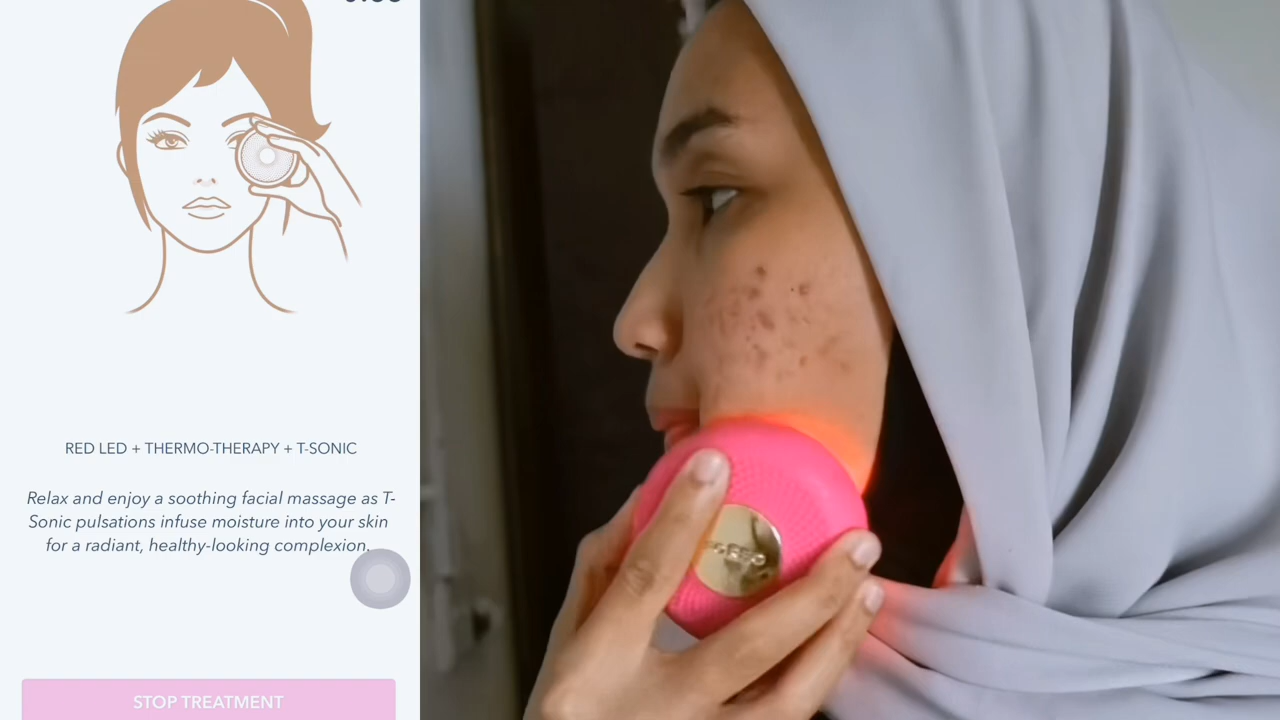 RED LED + THERMO-THERAPY + T-SONIC
Relax and enjoy a soothing facial massage as T-
Sonic pulsations infuse moisture into your skin
for a radiant, healthy-looking complexion.
STOP TREATMENT